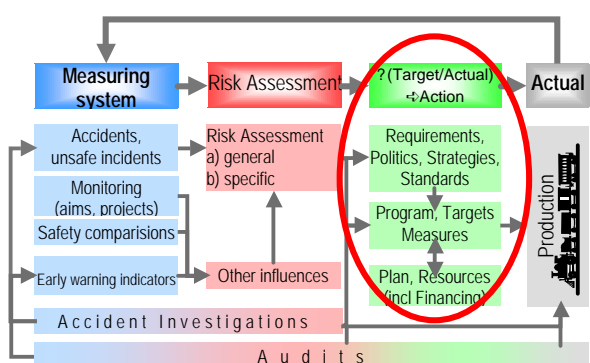 Measuring
system
Risk Assessment
?(Target/Actual)
➪Action
Actual
Accidents,
unsafe incidents
Risk Assessment
a) general
b) specific
Requirements,
Politics, Strategies,
Standards
Monitoring
(aims, projects)
Safety comparisions
Program, Targets
Measures
Production
Early warning indicators
Other influences
Plan, Resources
(incl Financing)
Accident Investigations
Audits